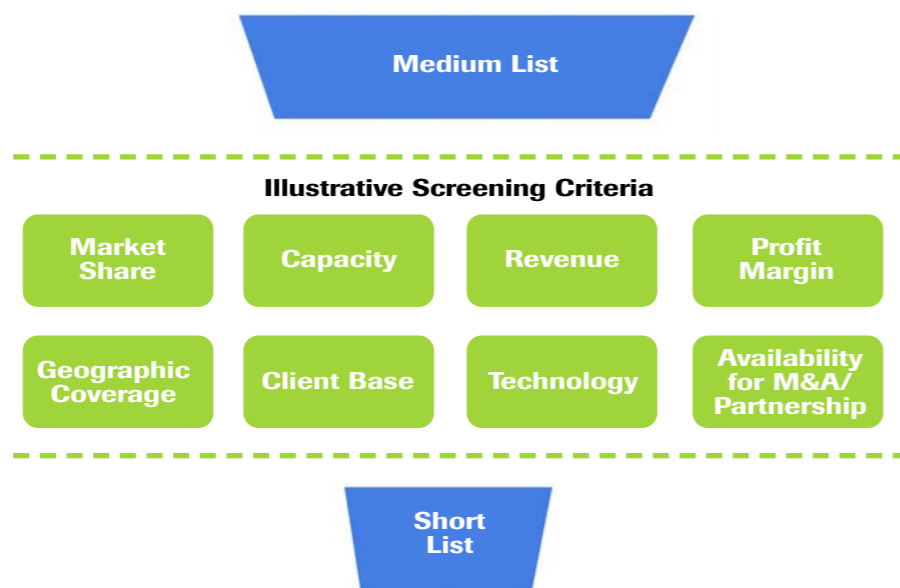 Medium List
Illustrative Screening Criteria
Market
Share
Capacity
Revenue
Profit
Margin
Geographic
Coverage
Client Base
Technology
Availability
for M&A/
Partnership
Short
List